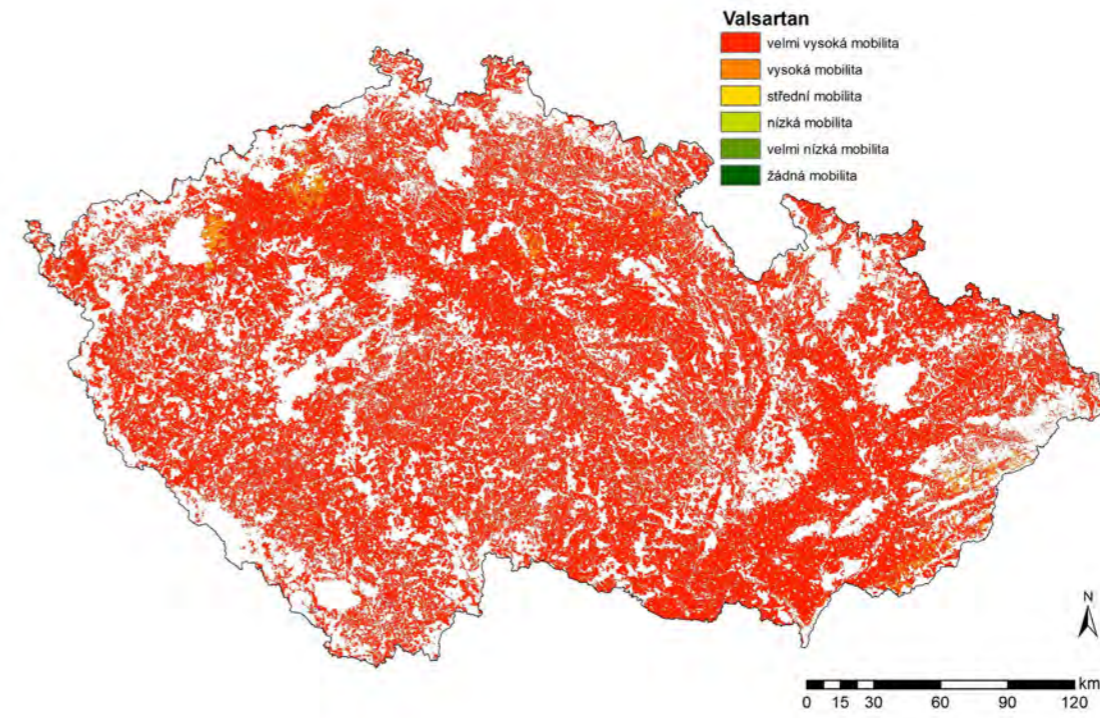 Valsartan
velmi vysoká mobilita
vysoká mobilita
střední mobilita
nízká mobilita
velmi nízká mobilita
žádná mobilita
N
km
0 15 30 60 90 120